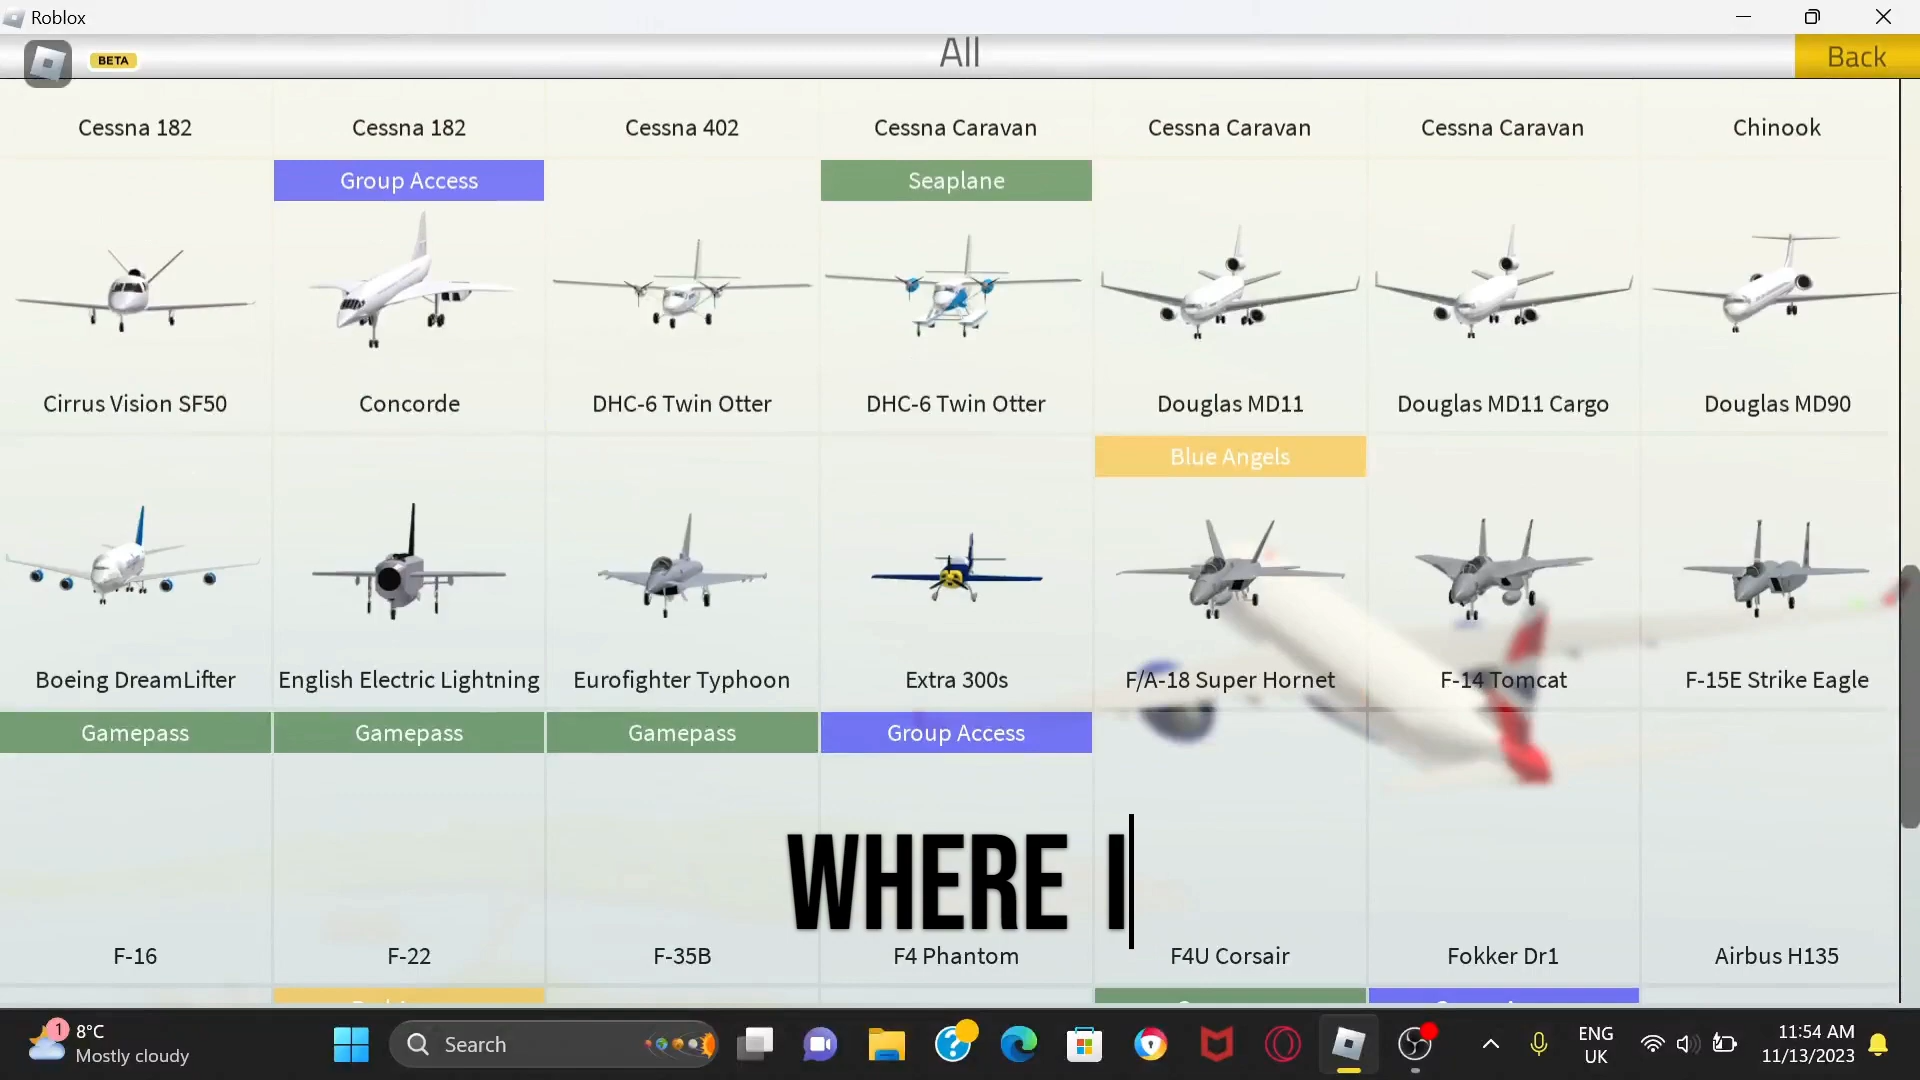 Roblox
BETA
All
Back
Cessna 182
Cessna 182
Cessna 402
Cessna Caravan
Cessna Caravan
Cessna Caravan
Chinook
Group Access
Seaplane
Cirrus Vision SF50
Concorde
DHC-6 Twin Otter
DHC-6 Twin Otter
Douglas MD11
Douglas MD11 Cargo
Douglas MD90
Blue Angels
Boeing DreamLifter
English Electric Lightning
Eurofighter Typhoon
Extra 300s
F/A-18 Super Hornet
F-14 Tomcat
F-15E Strike Eagle
Gamepass
Gamepass
Gamepass
Group Access
WHERE I
F-16
F-22
F-35B
F4 Phantom
F4U Corsair
Fokker Dr1
Airbus H135
1
8°C
Mostly cloudy
Search
ENG
UK
11:54 AM
11/13/2023